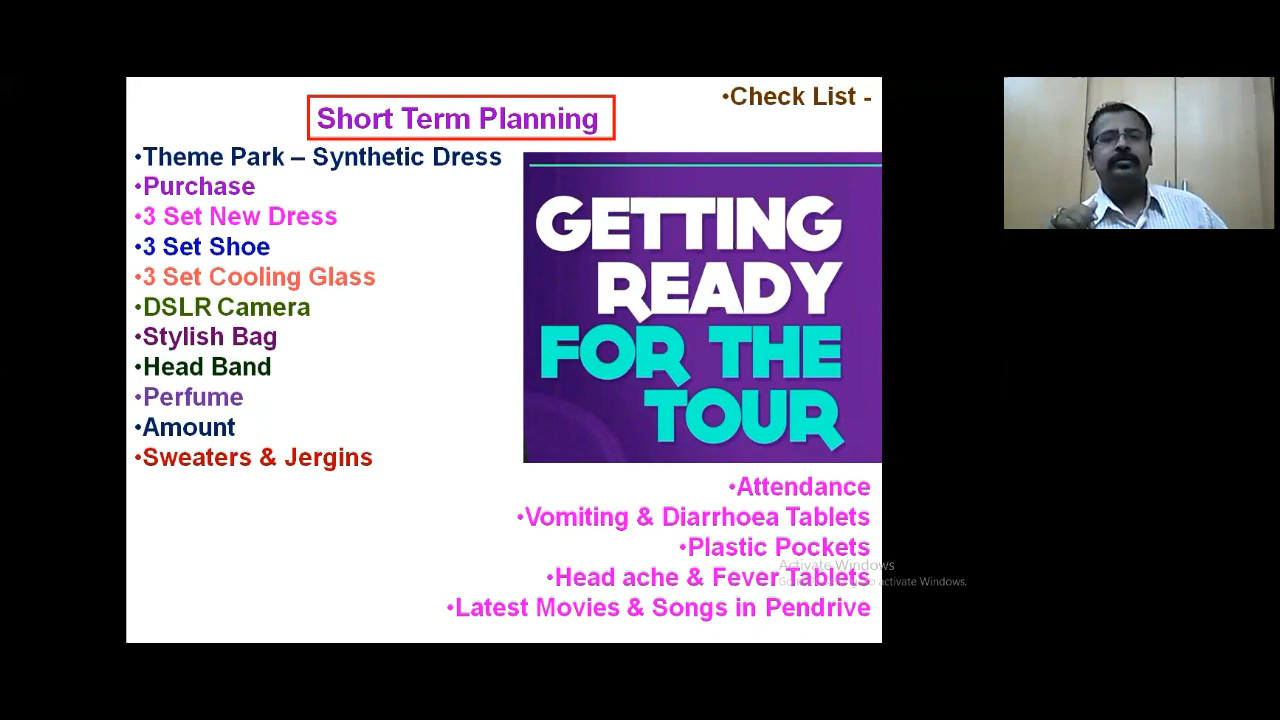 •Check List -
Short Term Planning
•Theme Park – Synthetic Dress
•Purchase
•3 Set New Dress
•3 Set Shoe
•3 Set Cooling Glass
•DSLR Camera
•Stylish Bag
•Head Band
•Perfume
•Amount
•Sweaters & Jergins
GETTING
READY
FOR THE
TOUR
•Attendance
•Vomiting & Diarrhoea Tablets
•Plastic Pockets
•Head ache & Fever Tablets
•Latest Movies & Songs in Pendrive
Activate Windows
activate Windows.